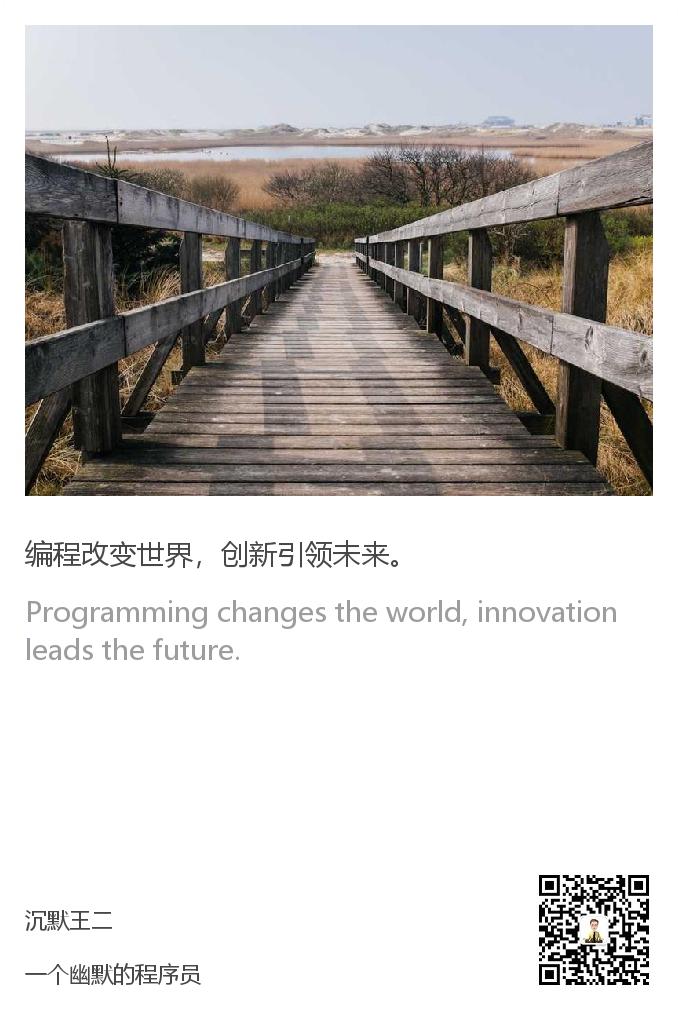 编程改变世界，创新引领未来。
Programming changes the world, innovation
leads the future.
沉默王二
一个幽默的程序员